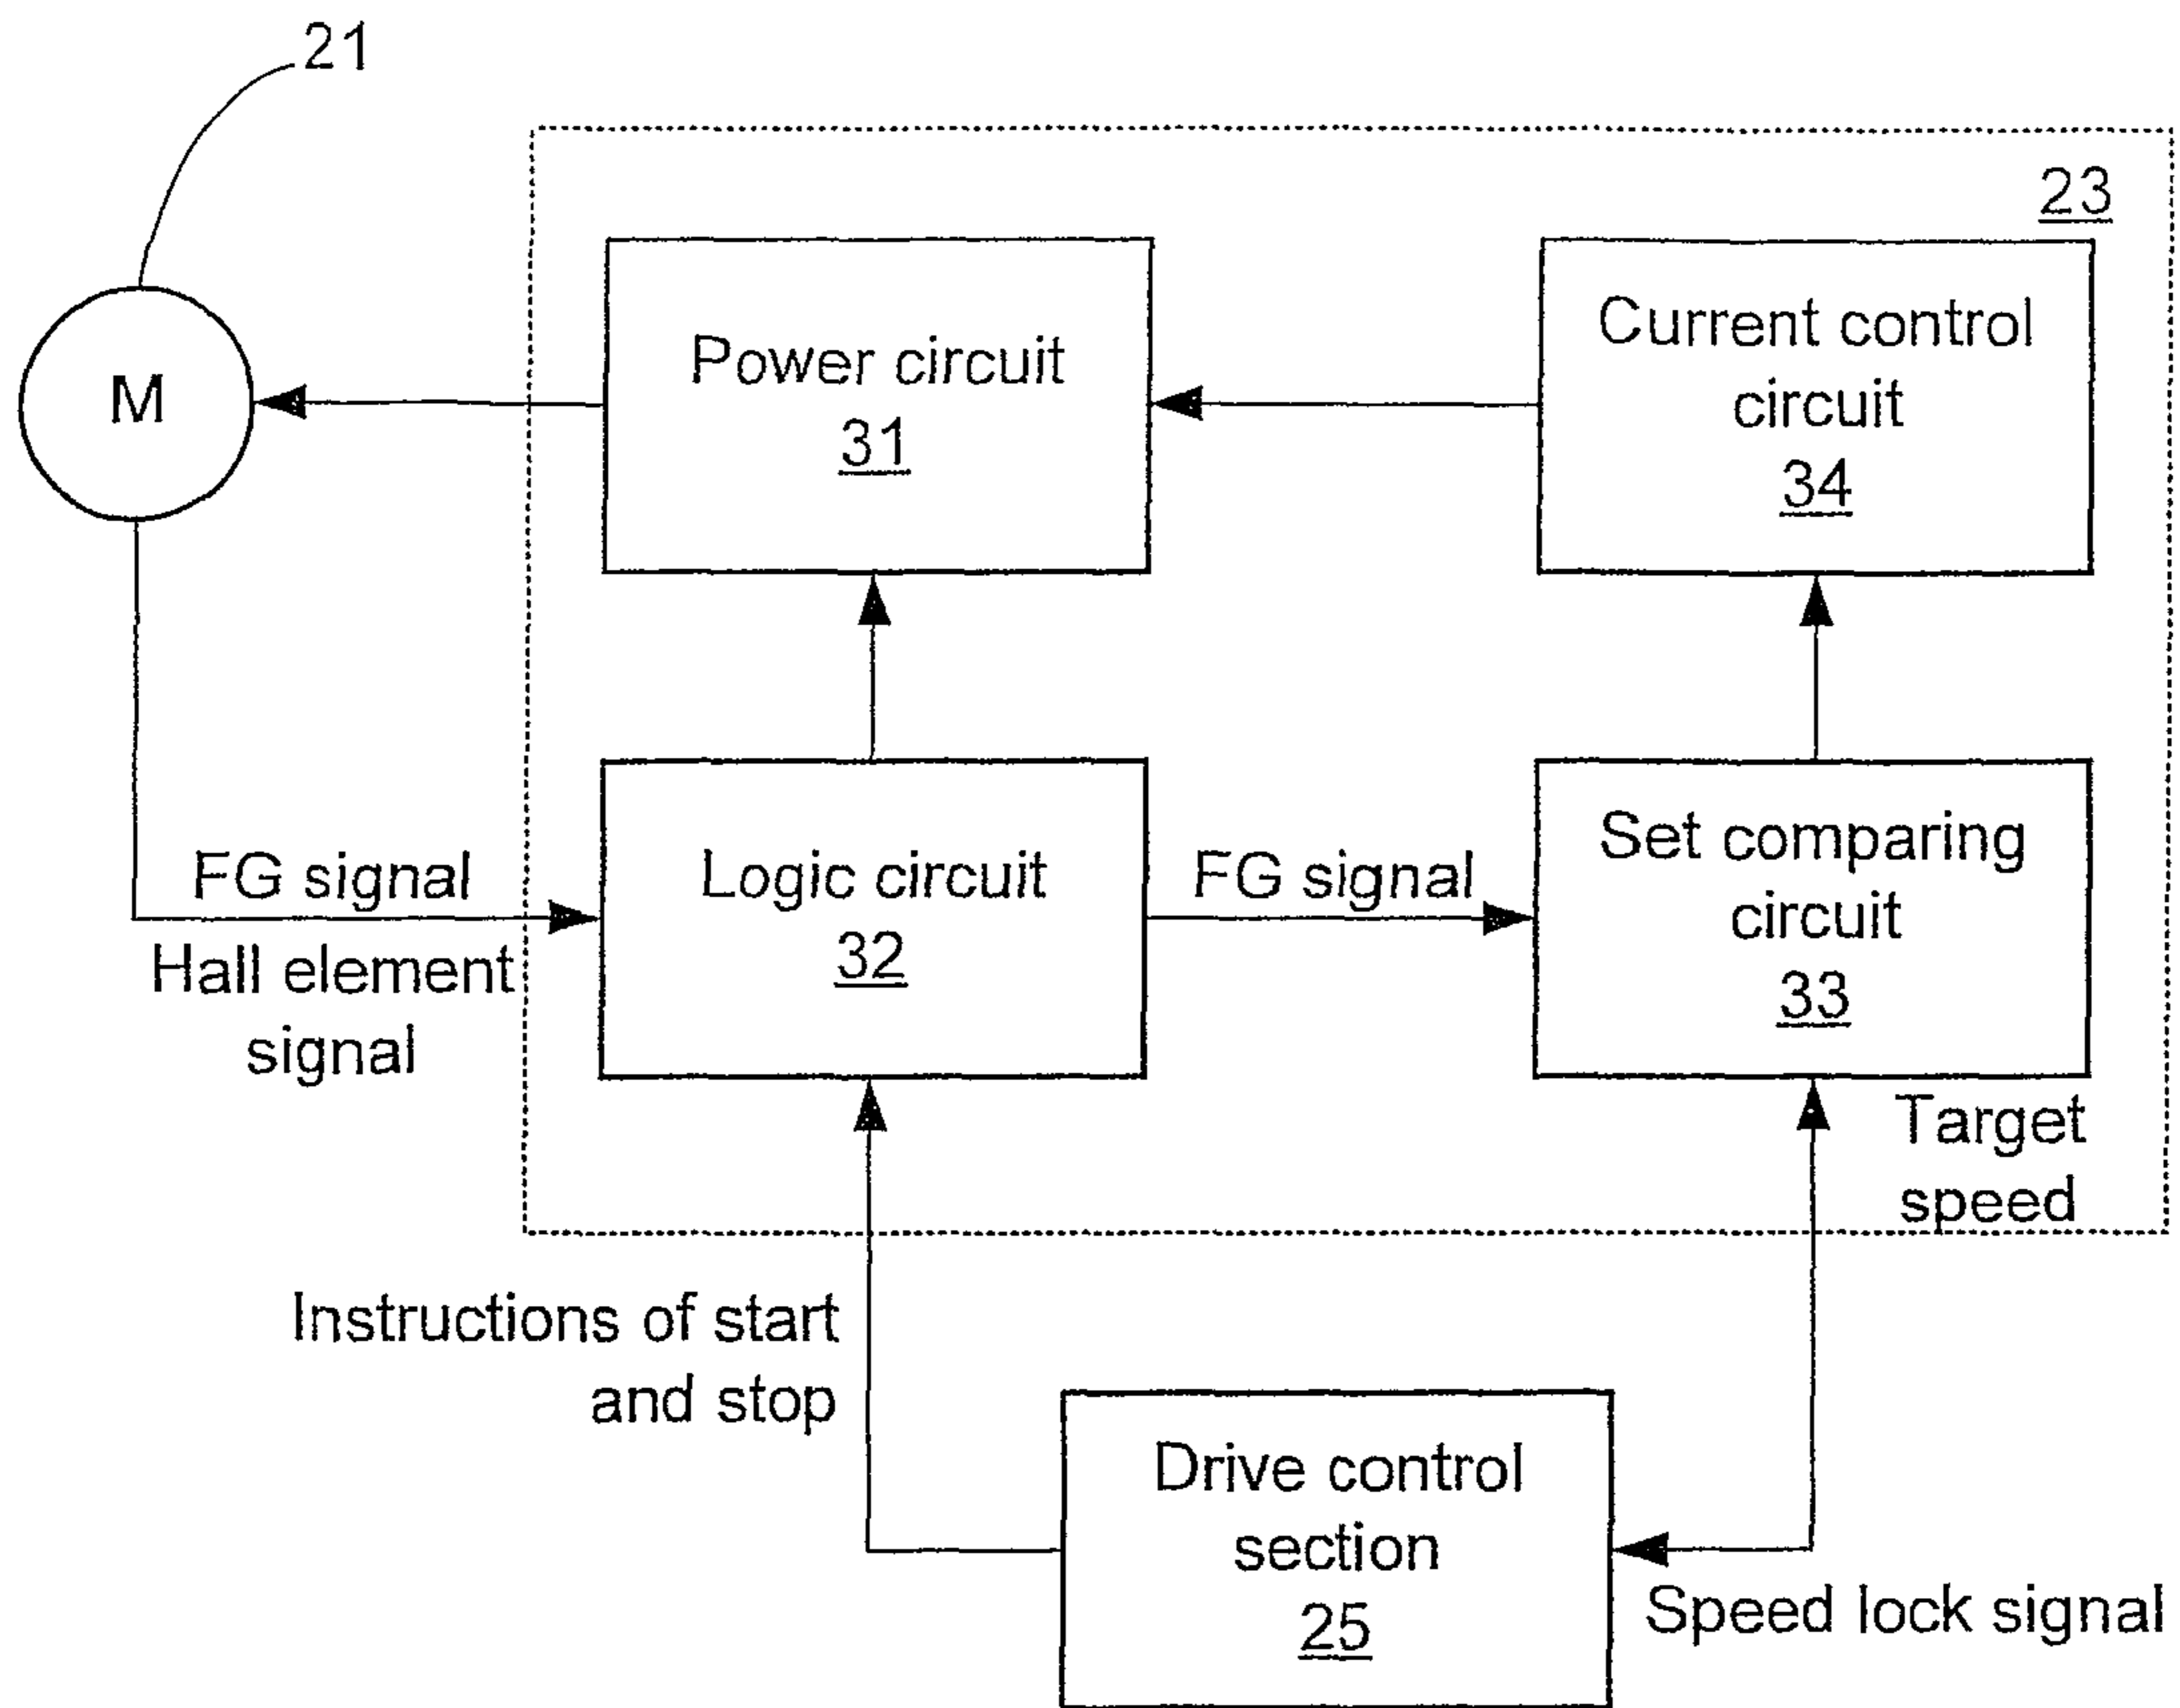 21
23
Power circuit
31
Current control
circuit
34
M
FG signal
Hall element
signal
Logic circuit
32
FG signal
Set comparing
circuit
33
Target
speed
Instructions of start
and stop
Drive control
section
25
Speed lock signal